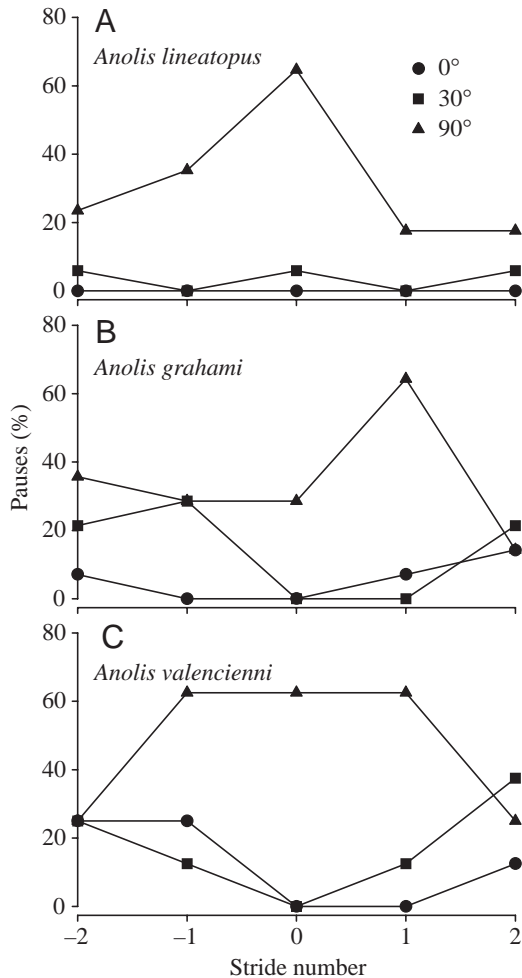 A
Anolis lineatopus
0°
30°
90°
80
60
40
20
0
B
Anolis grahami
80
60
40
20
0
Pauses (%)
C
Anolis valencienni
80
60
40
20
0
–2 –1 0 1 2
Stride number